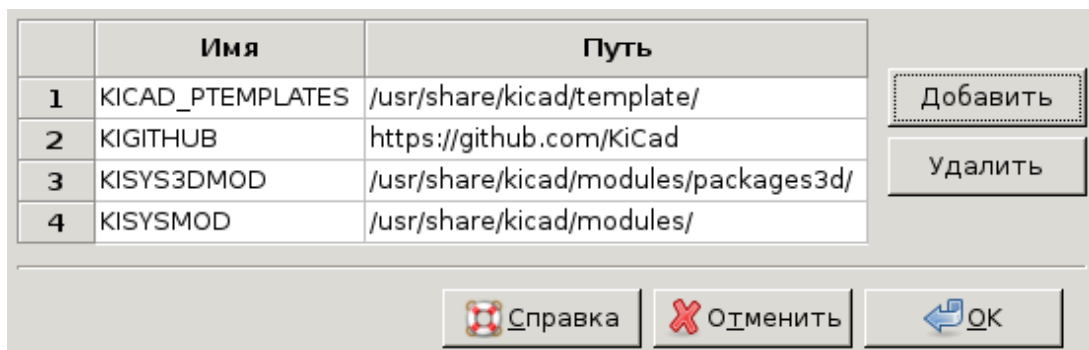 Имя Путь
1 KICAD_PTEMPLATES /usr/share/kicad/template/
2 KIGITHUB https://github.com/KiCad
3 KISYS3DMOD /usr/share/kicad/modules/packages3d/
4 KISYSMOD /usr/share/kicad/modules/
Добавить
Удалить
Справка Отменить OK